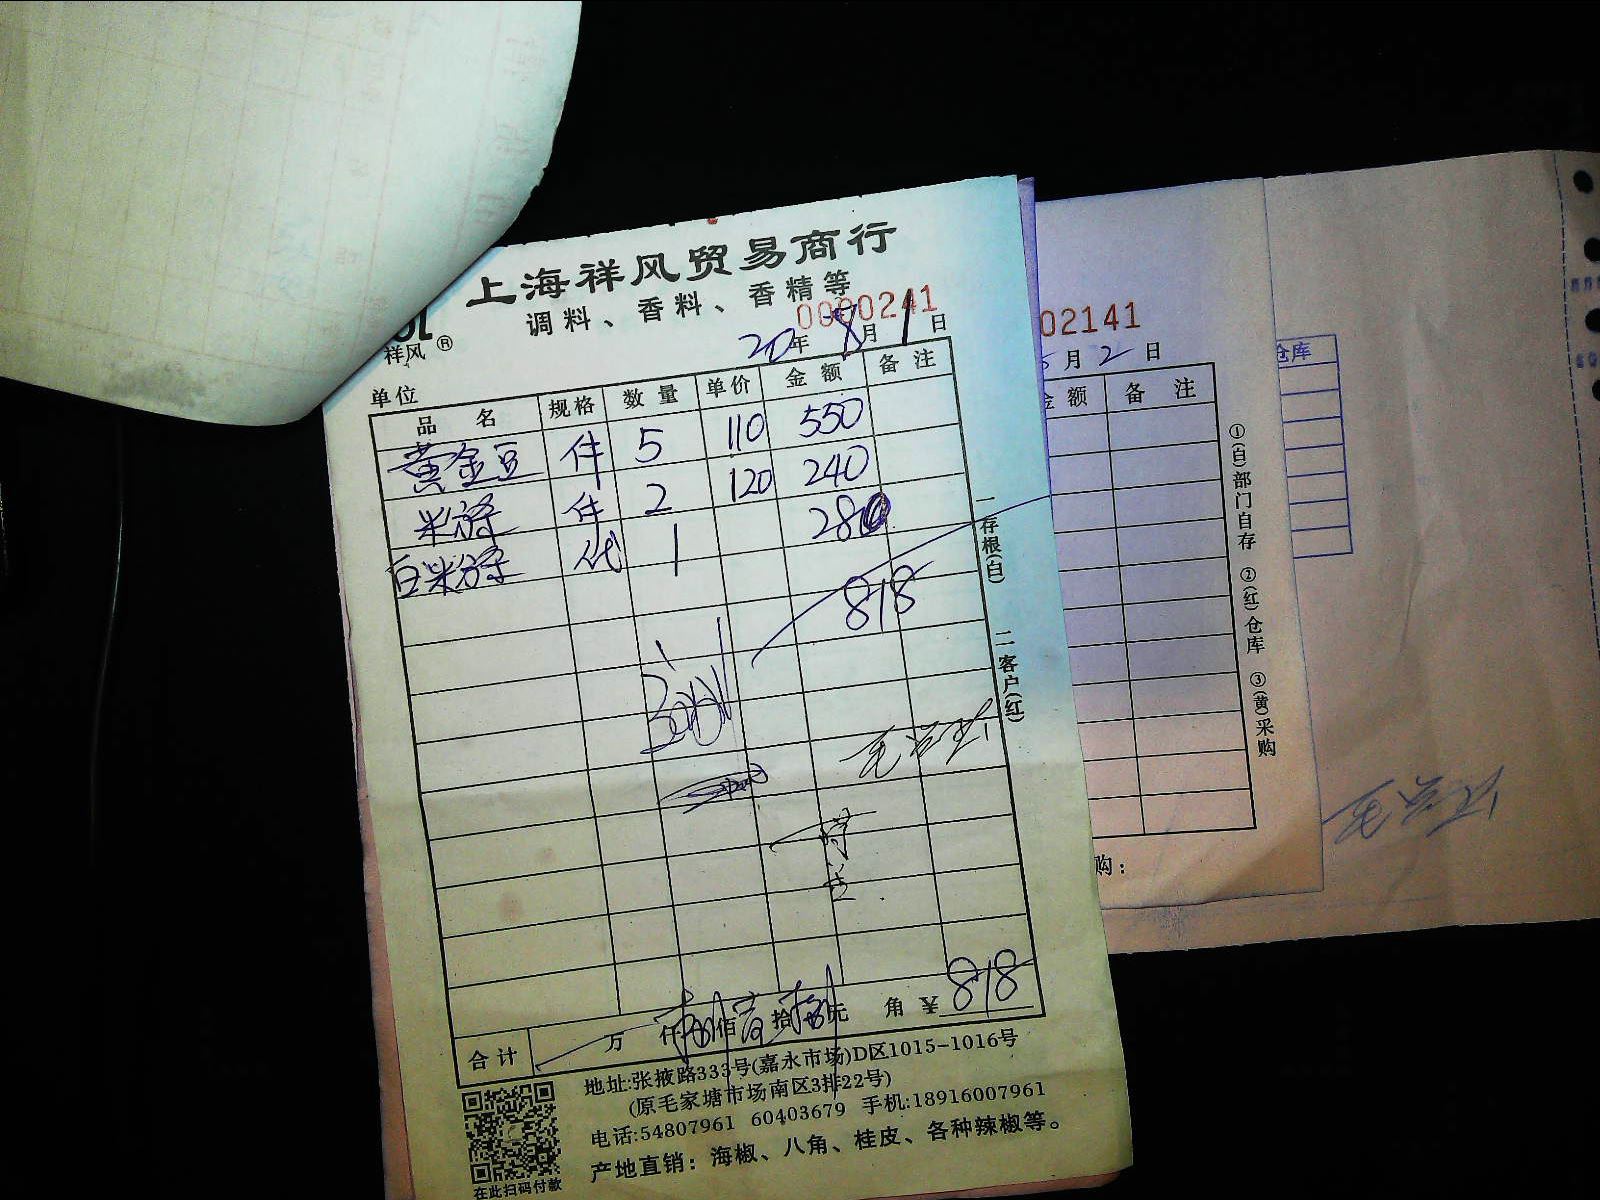 上海祥风贸易商行
调料、香料、香精等
0000241
祥风 ®
20年 8月 1日
单位
品名 规格 数量 单价 金额 备注
黄金豆 件 5 110 550
米线 件 2 120 240
白米线 代 1 28
818
一存根(白) 二客户(红)
合计 万 仟 佰 拾 元 角 ¥ 818
地址:张掖路333号(嘉永市场)D区1015-1016号
(原毛家塘市场南区3排22号)
电话:54807961 60403679 手机:18916007961
产地直销：海椒、八角、桂皮、各种辣椒等。
在此扫码付款
02141
月 2 日
金额 备注
①(白)部门自存 ②(红)仓库 ③(黄)采购
购：
仓库